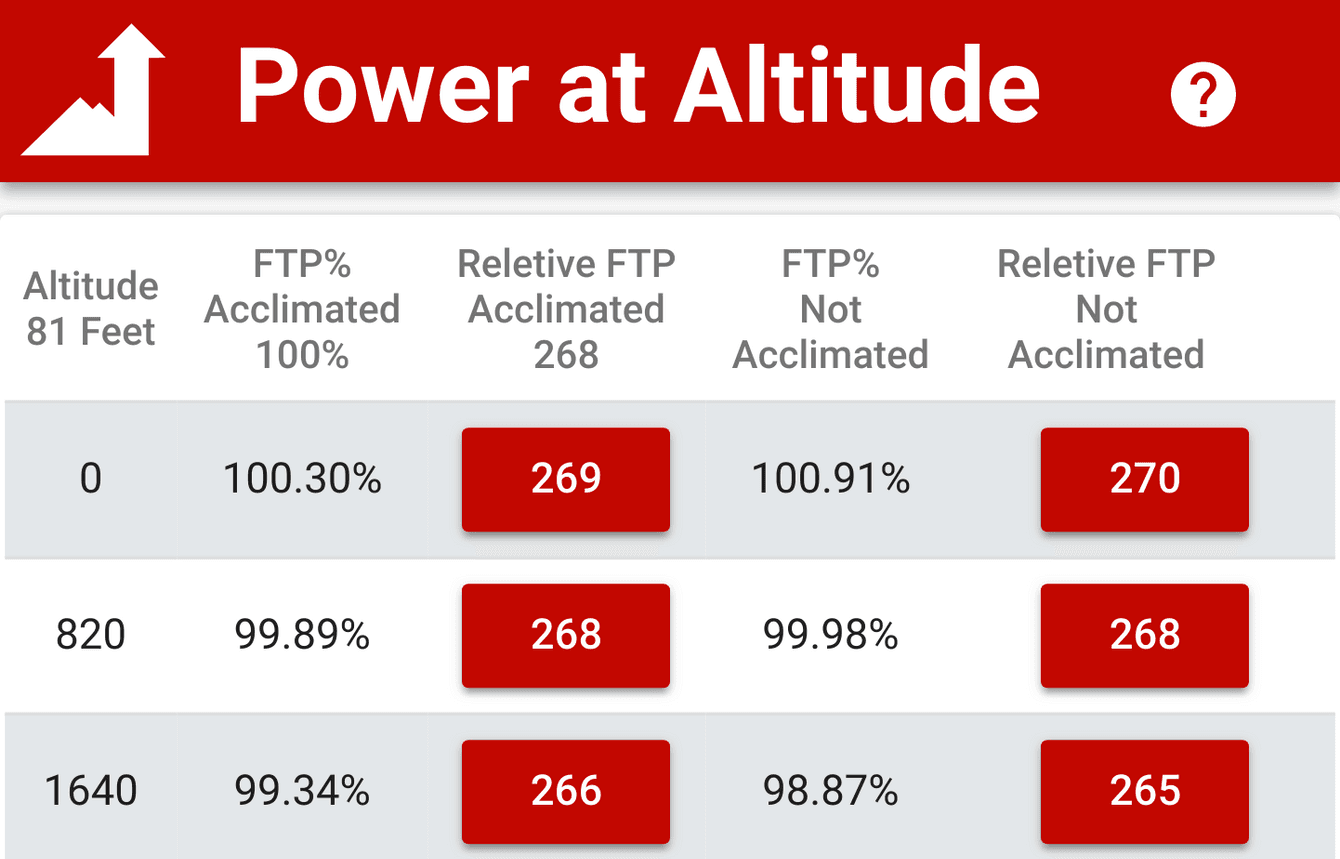 Power at Altitude ?
Altitude
81 Feet
FTP%
Acclimated
100%
Reletive FTP
Acclimated
268
FTP%
Not
Acclimated
Reletive FTP
Not
Acclimated
0 100.30% 269 100.91% 270
820 99.89% 268 99.98% 268
1640 99.34% 266 98.87% 265